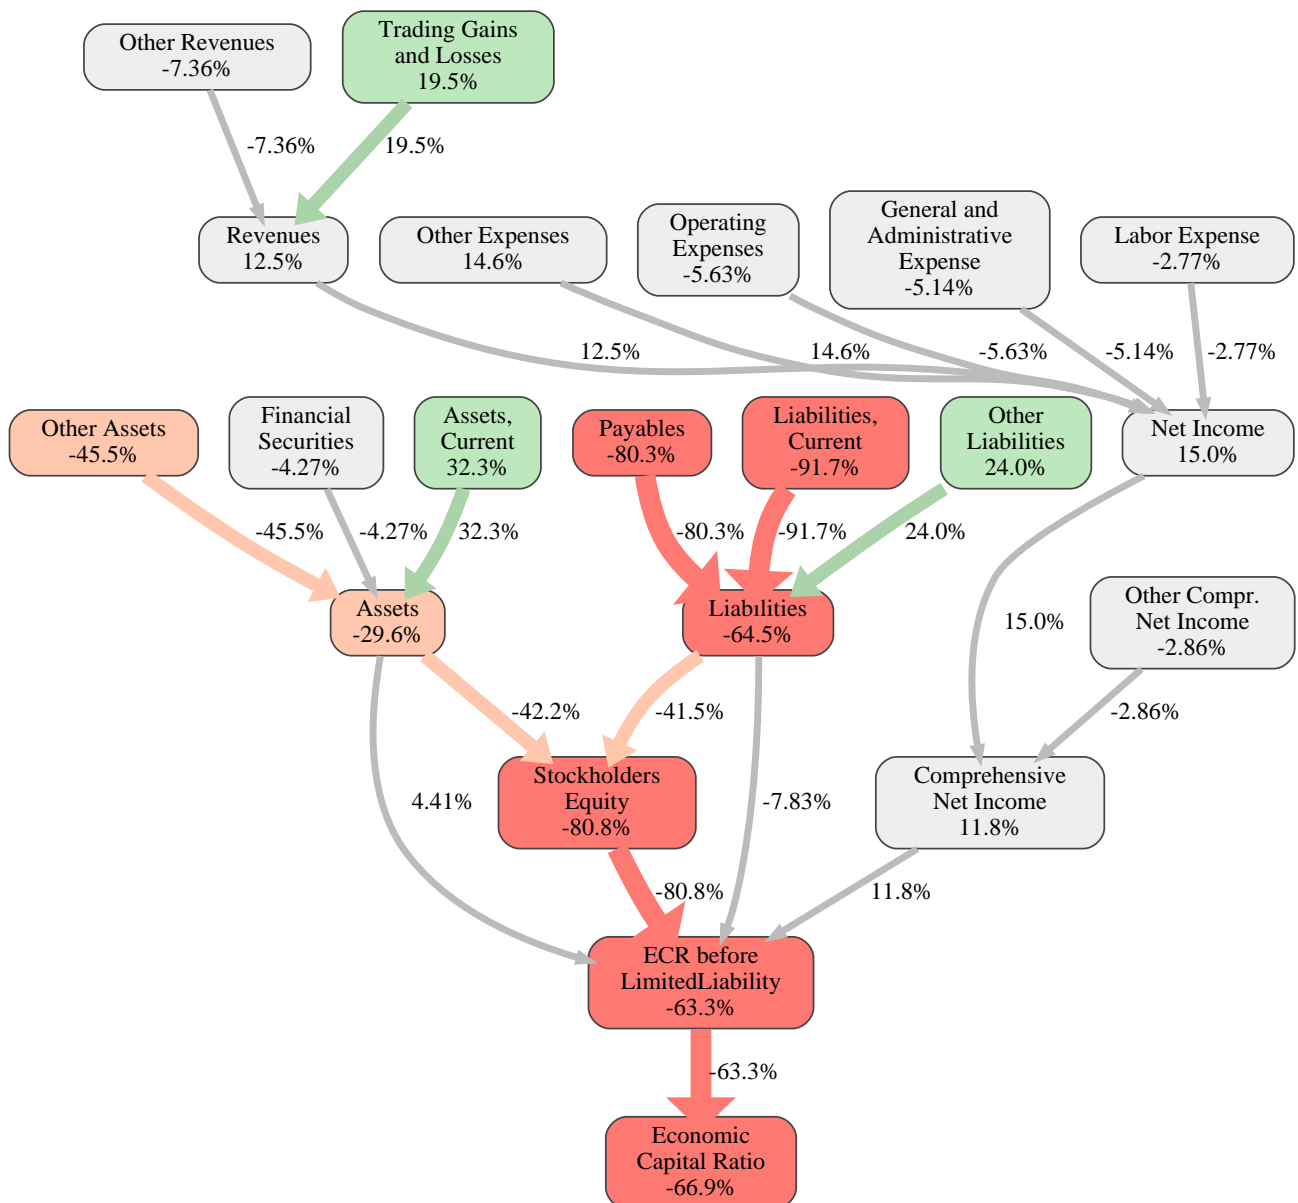 Other Revenues
-7.36%
Trading Gains
and Losses
19.5%
-7.36%
19.5%
Revenues
12.5%
Other Expenses
14.6%
Operating
Expenses
-5.63%
General and
Administrative
Expense
-5.14%
Labor Expense
-2.77%
12.5%
14.6%
-5.63%
-5.14%
-2.77%
Other Assets
-45.5%
Financial
Securities
-4.27%
Assets,
Current
32.3%
Payables
-80.3%
Liabilities,
Current
-91.7%
Other
Liabilities
24.0%
Net Income
15.0%
-45.5%
-4.27%
32.3%
-80.3%
-91.7%
24.0%
Assets
-29.6%
Liabilities
-64.5%
15.0%
Other Compr.
Net Income
-2.86%
-42.2%
-41.5%
-2.86%
4.41%
Stockholders
Equity
-80.8%
-7.83%
Comprehensive
Net Income
11.8%
-80.8%
11.8%
ECR before
LimitedLiability
-63.3%
-63.3%
Economic
Capital Ratio
-66.9%